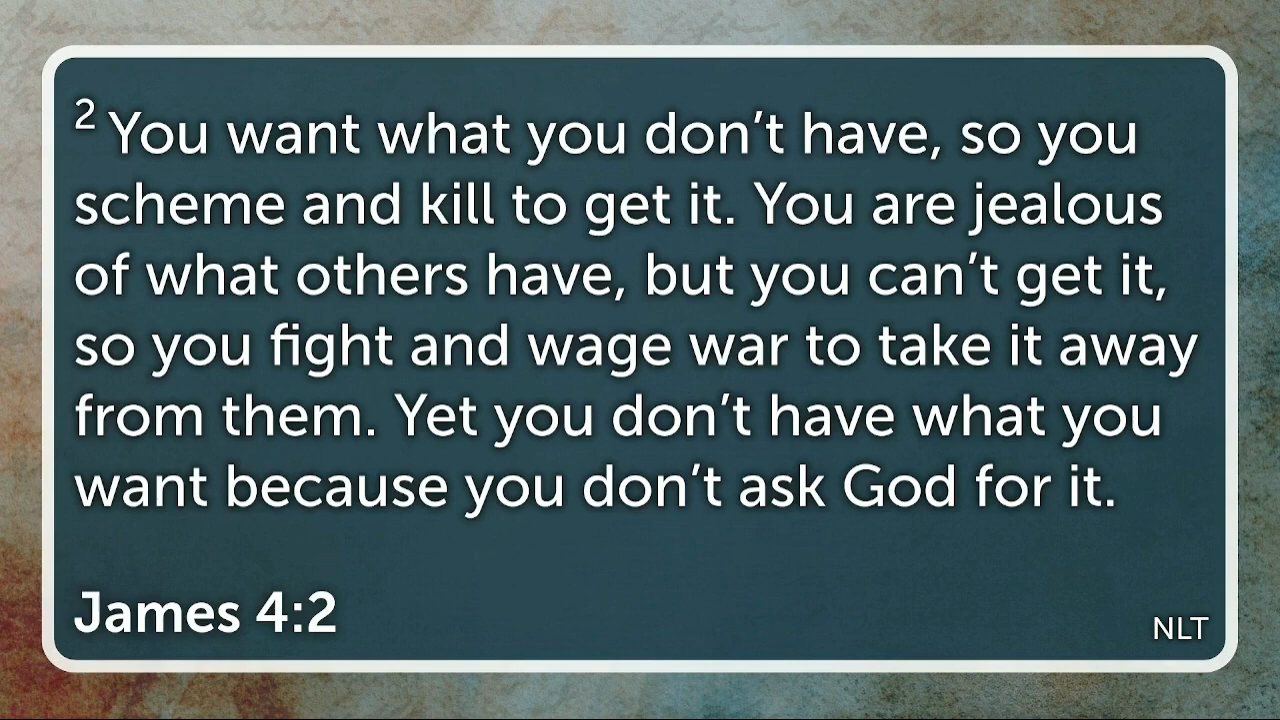 2 You want what you don’t have, so you
scheme and kill to get it. You are jealous
of what others have, but you can’t get it,
so you fight and wage war to take it away
from them. Yet you don’t have what you
want because you don’t ask God for it.
James 4:2
NLT